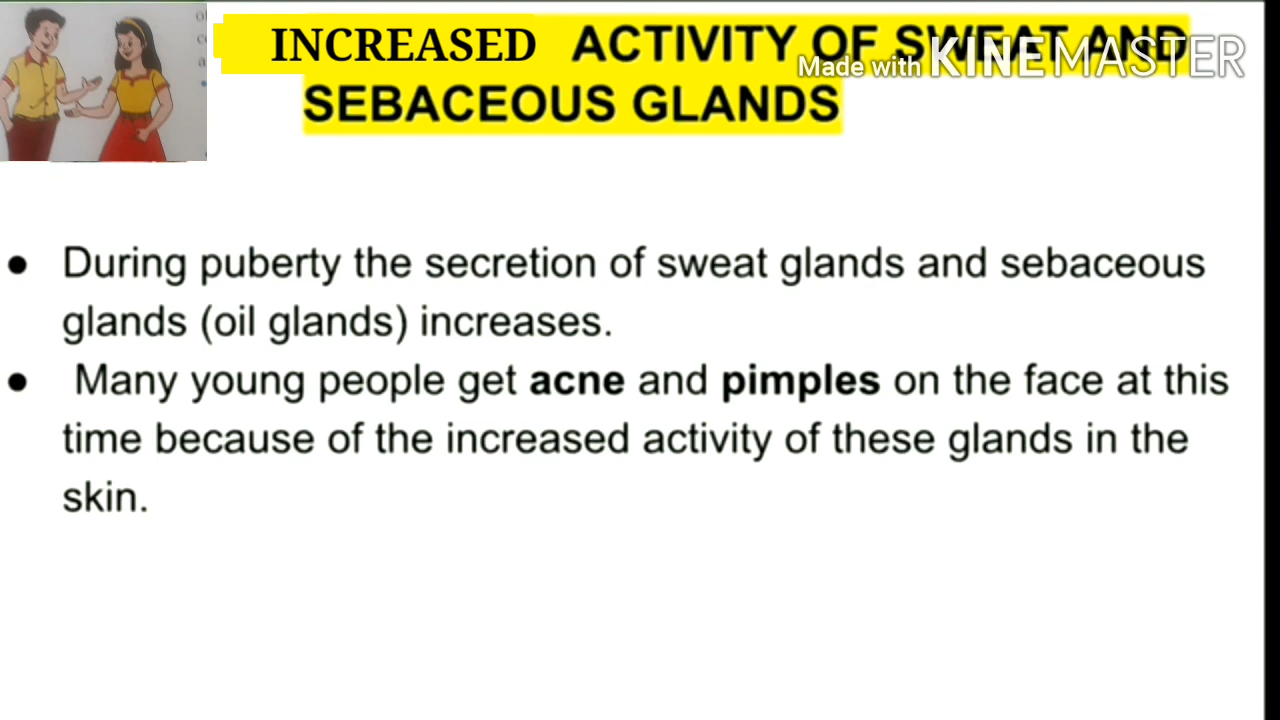 INCREASED ACTIVITY OF SWEAT AND
Made with KINEMASTER
SEBACEOUS GLANDS
● During puberty the secretion of sweat glands and sebaceous
glands (oil glands) increases.
● Many young people get acne and pimples on the face at this
time because of the increased activity of these glands in the
skin.